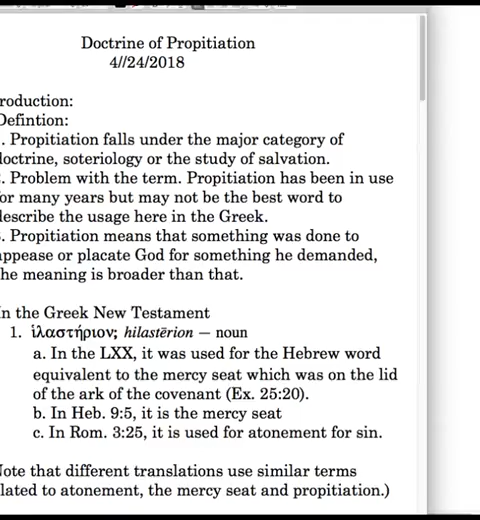 Doctrine of Propitiation
4//24/2018
roduction:
Defintion:
. Propitiation falls under the major category of
doctrine, soteriology or the study of salvation.
. Problem with the term. Propitiation has been in use
for many years but may not be the best word to
describe the usage here in the Greek.
. Propitiation means that something was done to
appease or placate God for something he demanded,
the meaning is broader than that.
In the Greek New Testament
1. ἱλαστήριον; hilastērion – noun
a. In the LXX, it was used for the Hebrew word
equivalent to the mercy seat which was on the lid
of the ark of the covenant (Ex. 25:20).
b. In Heb. 9:5, it is the mercy seat
c. In Rom. 3:25, it is used for atonement for sin.
Note that different translations use similar terms
lated to atonement, the mercy seat and propitiation.)